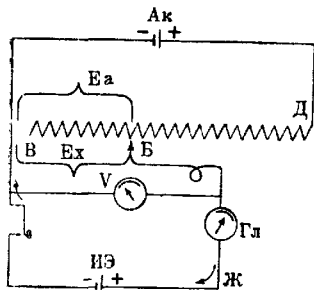 Ак
- +
Еа
В
Ех
Б
Д
V
Гл
ИЭ
- +
Ж